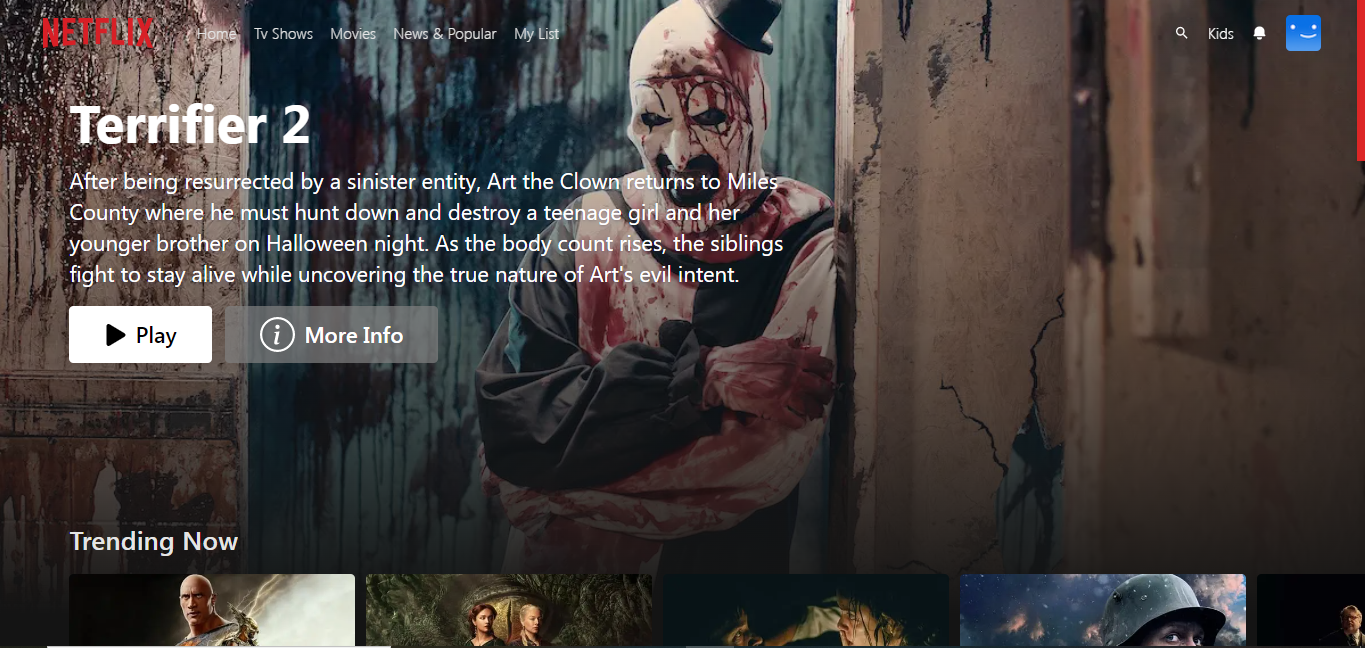 NETFLIX Home Tv Shows Movies News & Popular My List Kids
Terrifier 2
After being resurrected by a sinister entity, Art the Clown returns to Miles
County where he must hunt down and destroy a teenage girl and her
younger brother on Halloween night. As the body count rises, the siblings
fight to stay alive while uncovering the true nature of Art's evil intent.
Play More Info
Trending Now